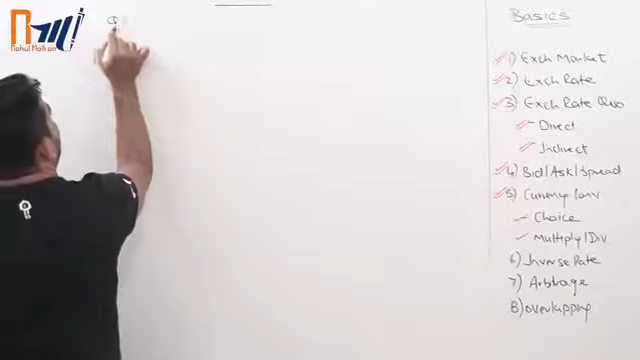 Rahul Malkan
Basics
1) Exch Market
2) Exch Rate
3) Exch Rate Quo
- Direct
- Indirect
4) Bid/Ask/Spread
5) Currency Conv
- Choice
- Multiply/Div
6) Inverse Rate
7) Arbitrage
8) Overlapping